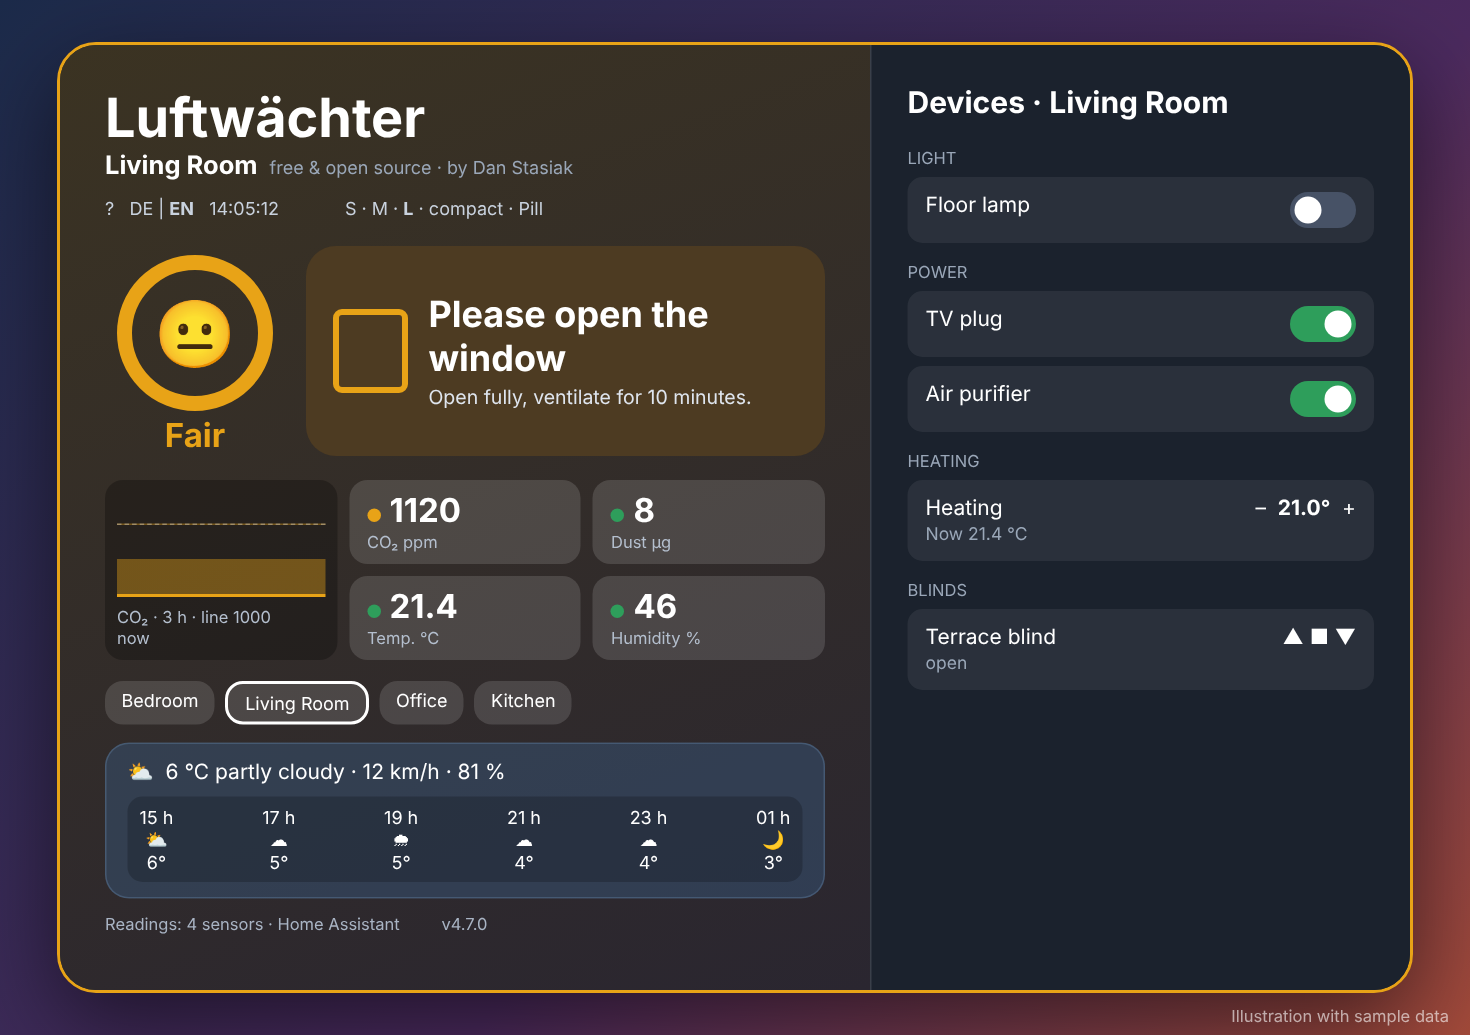 Luftwächter
Living Room free & open source · by Dan Stasiak
? DE | EN 14:05:12 S · M · L · compact · Pill
Fair
Please open the
window
Open fully, ventilate for 10 minutes.
CO₂ · 3 h · line 1000
now
1120
CO₂ ppm
8
Dust µg
21.4
Temp. °C
46
Humidity %
Bedroom Living Room Office Kitchen
6 °C partly cloudy · 12 km/h · 81 %
15 h 17 h 19 h 21 h 23 h 01 h
6° 5° 5° 4° 4° 3°
Readings: 4 sensors · Home Assistant v4.7.0
Devices · Living Room
LIGHT
Floor lamp
POWER
TV plug
Air purifier
HEATING
Heating − 21.0° +
Now 21.4 °C
BLINDS
Terrace blind ▲ ■ ▼
open
Illustration with sample data